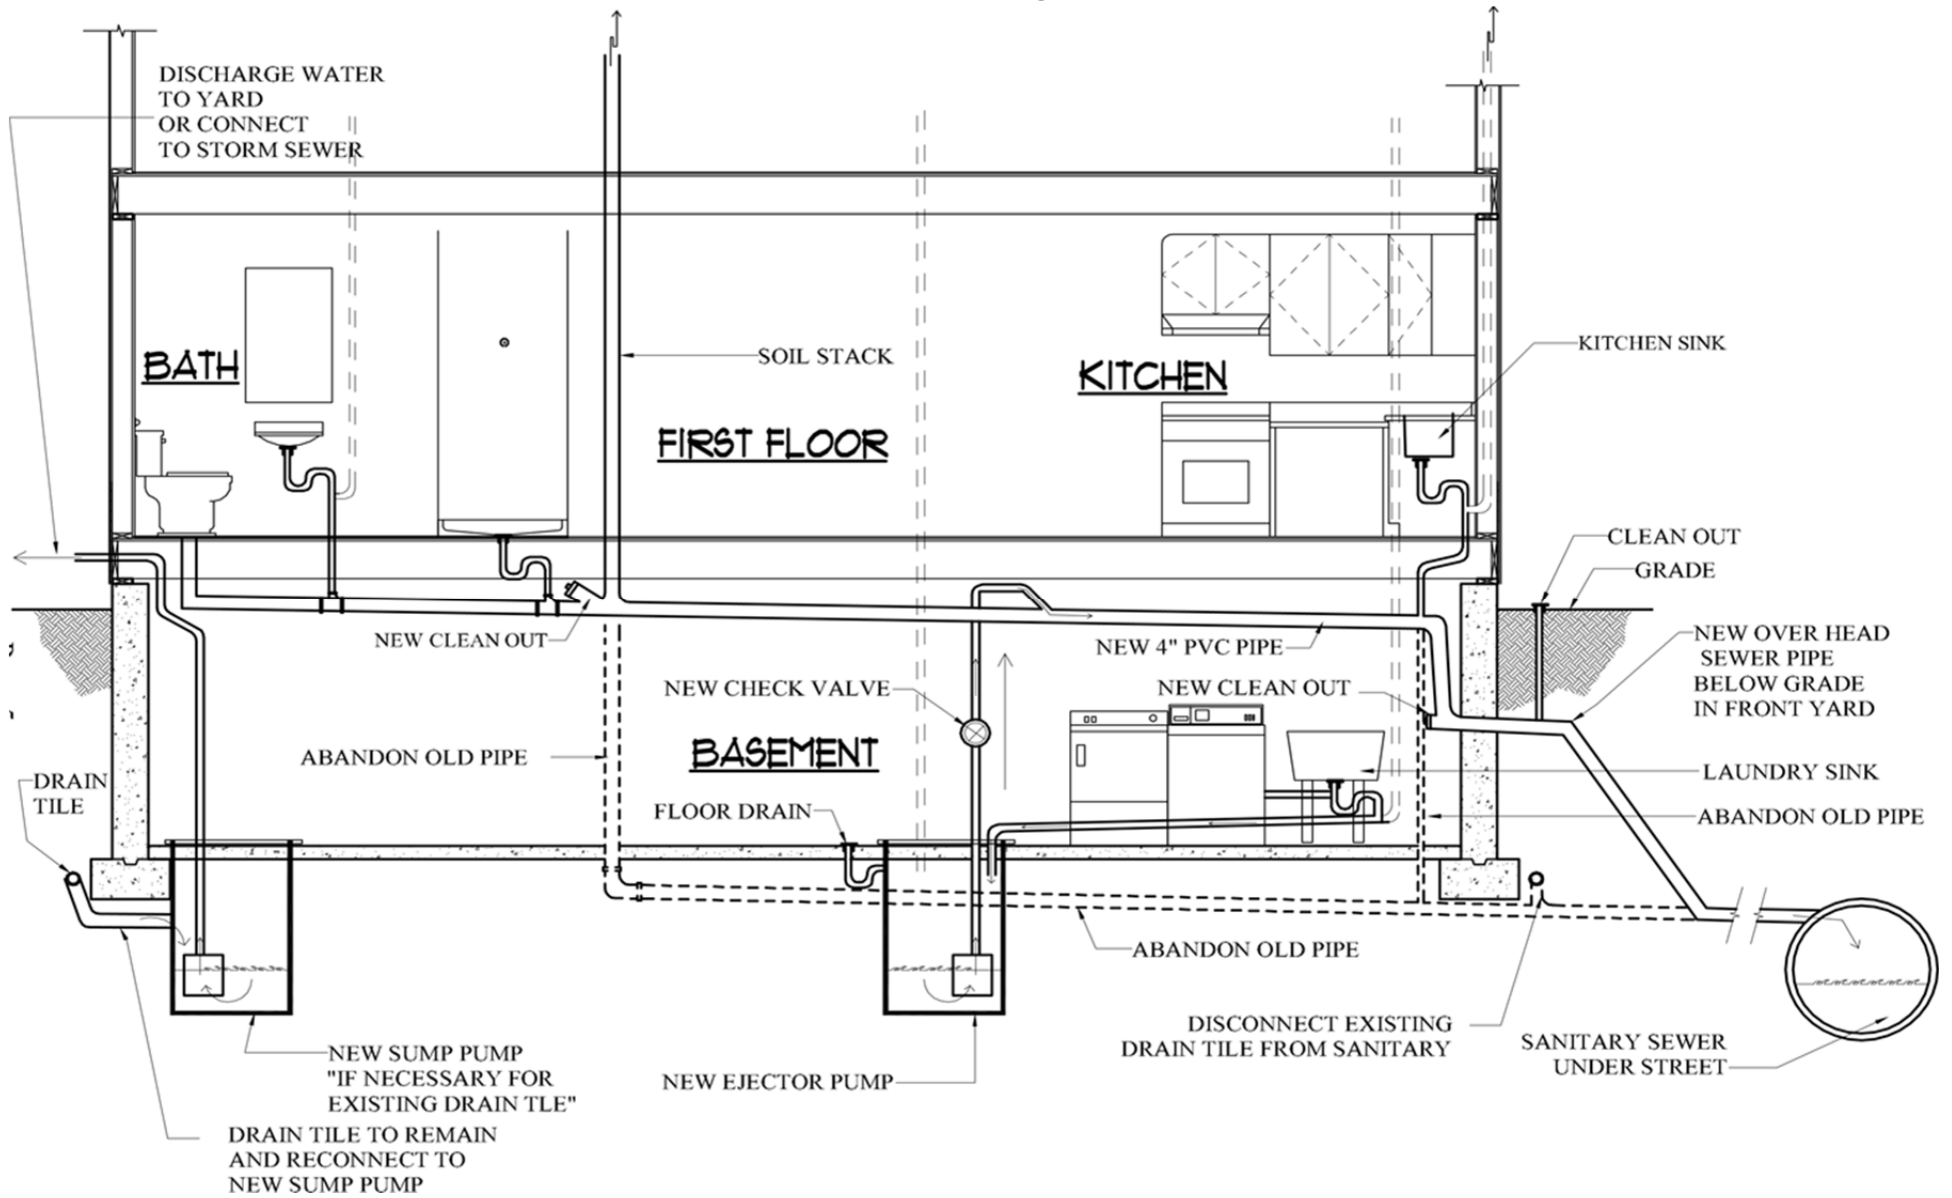 DISCHARGE WATER
TO YARD
OR CONNECT
TO STORM SEWER
BATH
SOIL STACK
KITCHEN
KITCHEN SINK
FIRST FLOOR
CLEAN OUT
GRADE
NEW CLEAN OUT
NEW 4" PVC PIPE
NEW OVER HEAD
SEWER PIPE
BELOW GRADE
IN FRONT YARD
NEW CHECK VALVE
NEW CLEAN OUT
ABANDON OLD PIPE
BASEMENT
LAUNDRY SINK
DRAIN
TILE
FLOOR DRAIN
ABANDON OLD PIPE
ABANDON OLD PIPE
DISCONNECT EXISTING
DRAIN TILE FROM SANITARY
SANITARY SEWER
UNDER STREET
NEW SUMP PUMP
"IF NECESSARY FOR
EXISTING DRAIN TLE"
NEW EJECTOR PUMP
DRAIN TILE TO REMAIN
AND RECONNECT TO
NEW SUMP PUMP